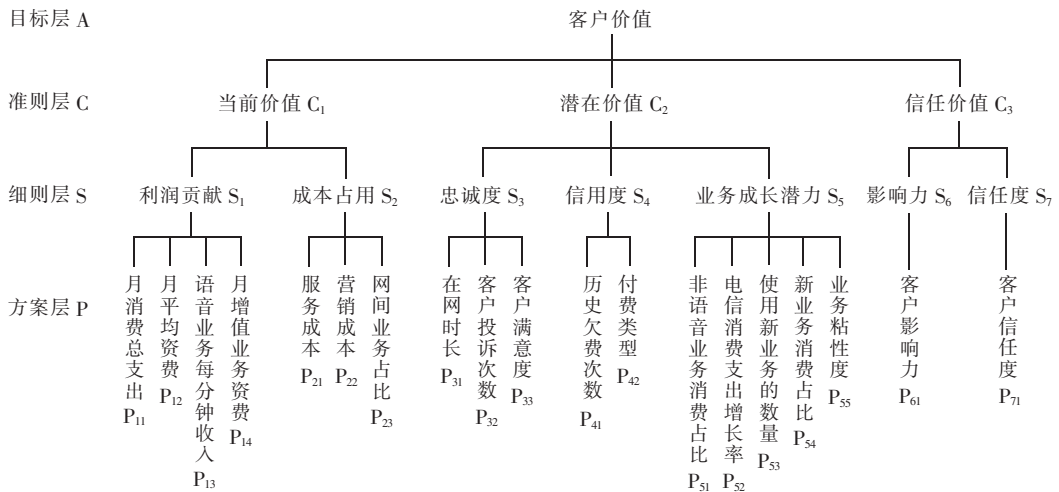 目标层 A
客户价值
准则层 C
当前价值 C₁
潜在价值 C₂
信任价值 C₃
细则层 S
利润贡献 S₁
成本占用 S₂
忠诚度 S₃
信用度 S₄
业务成长潜力 S₅
影响力 S₆
信任度 S₇
方案层 P
月消费总支出 P₁₁
月平均资费 P₁₂
语音业务每分钟收入 P₁₃
月增值业务资费 P₁₄
服务成本 P₂₁
营销成本 P₂₂
网间业务占比 P₂₃
在网时长 P₃₁
客户投诉次数 P₃₂
客户满意度 P₃₃
历史欠费次数 P₄₁
付费类型 P₄₂
非语音业务消费占比 P₅₁
电信消费支出增长率 P₅₂
使用新业务的数量 P₅₃
新业务消费占比 P₅₄
业务粘性度 P₅₅
客户影响力 P₆₁
客户信任度 P₇₁